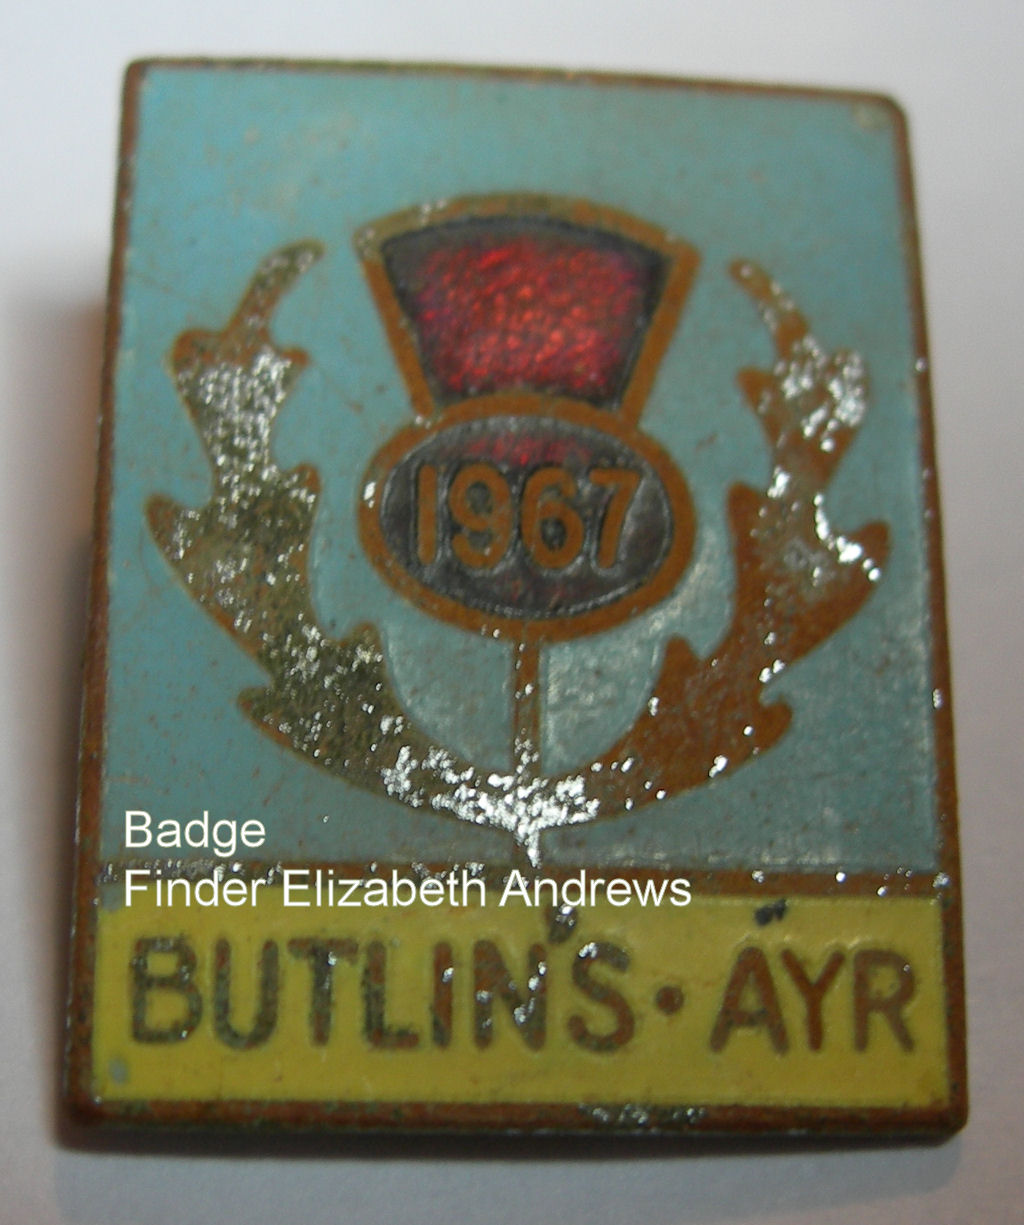 1967
Badge
Finder Elizabeth Andrews
BUTLIN'S · AYR